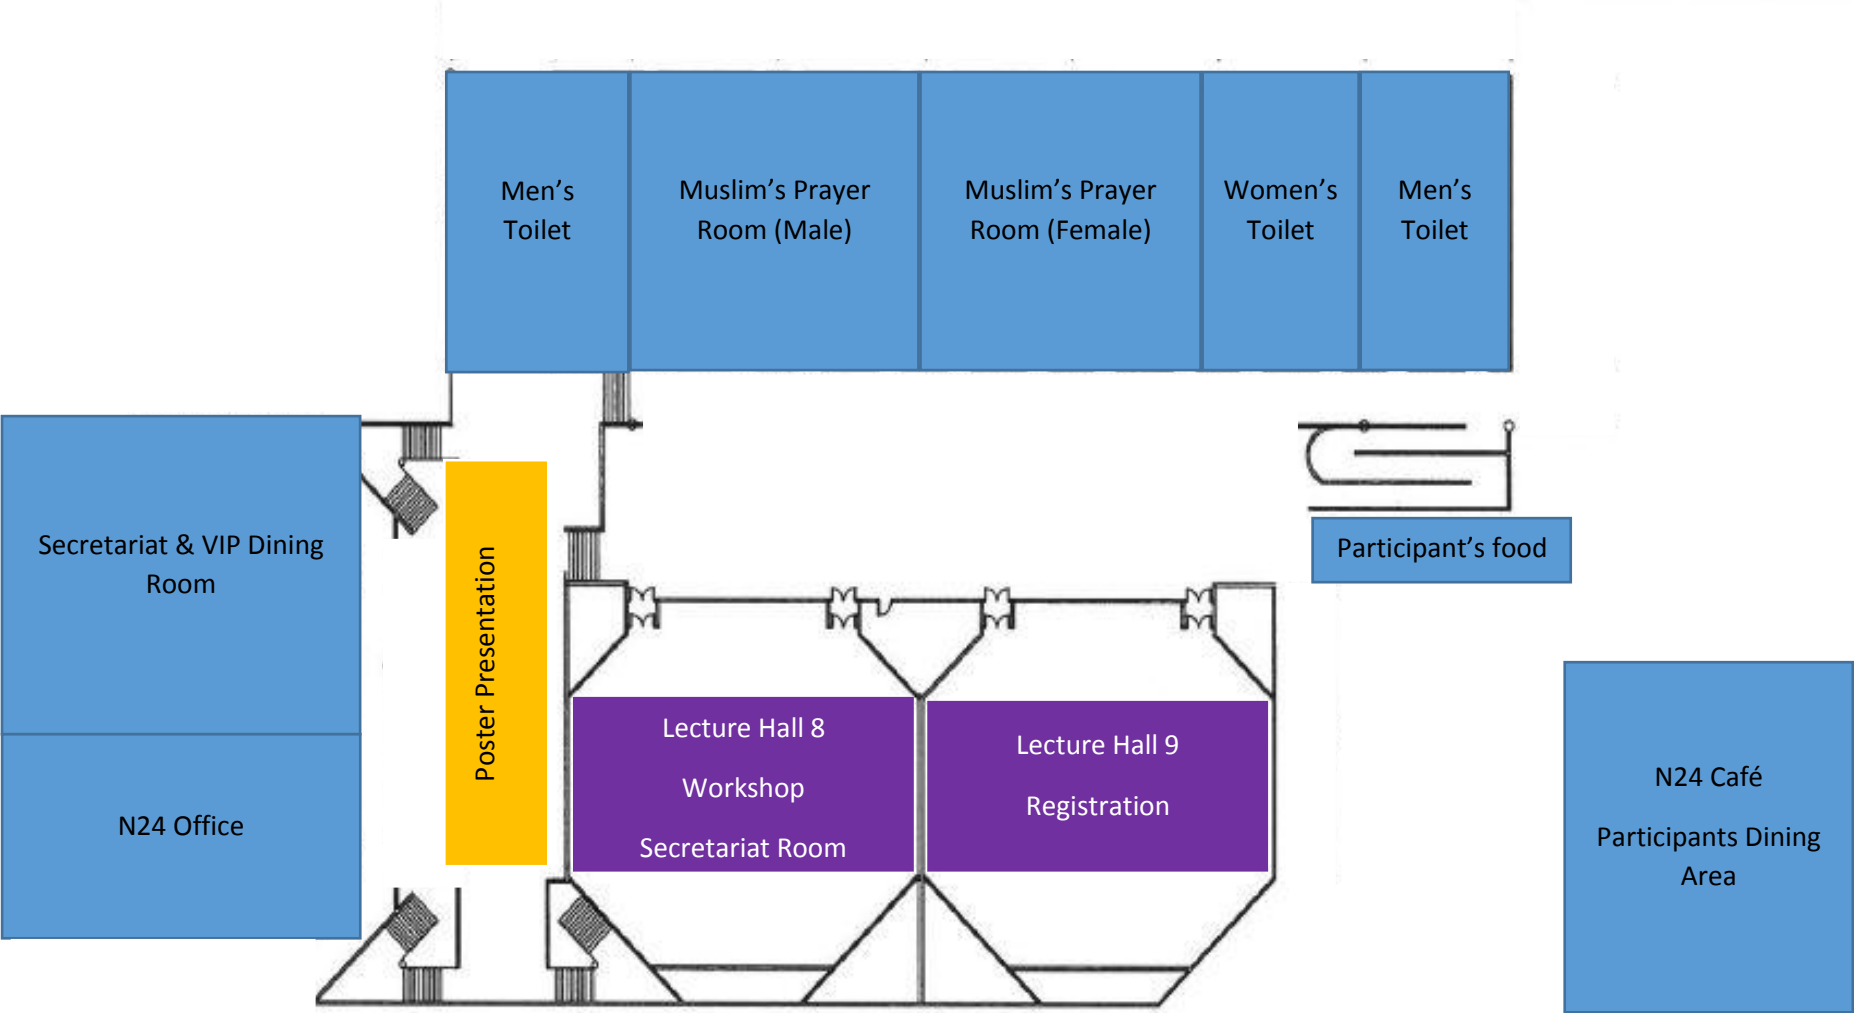 Men’s
Toilet
Muslim’s Prayer
Room (Male)
Muslim’s Prayer
Room (Female)
Women’s
Toilet
Men’s
Toilet
Secretariat & VIP Dining
Room
N24 Office
Poster Presentation
Lecture Hall 8
Workshop
Secretariat Room
Lecture Hall 9
Registration
Participant’s food
N24 Café
Participants Dining
Area